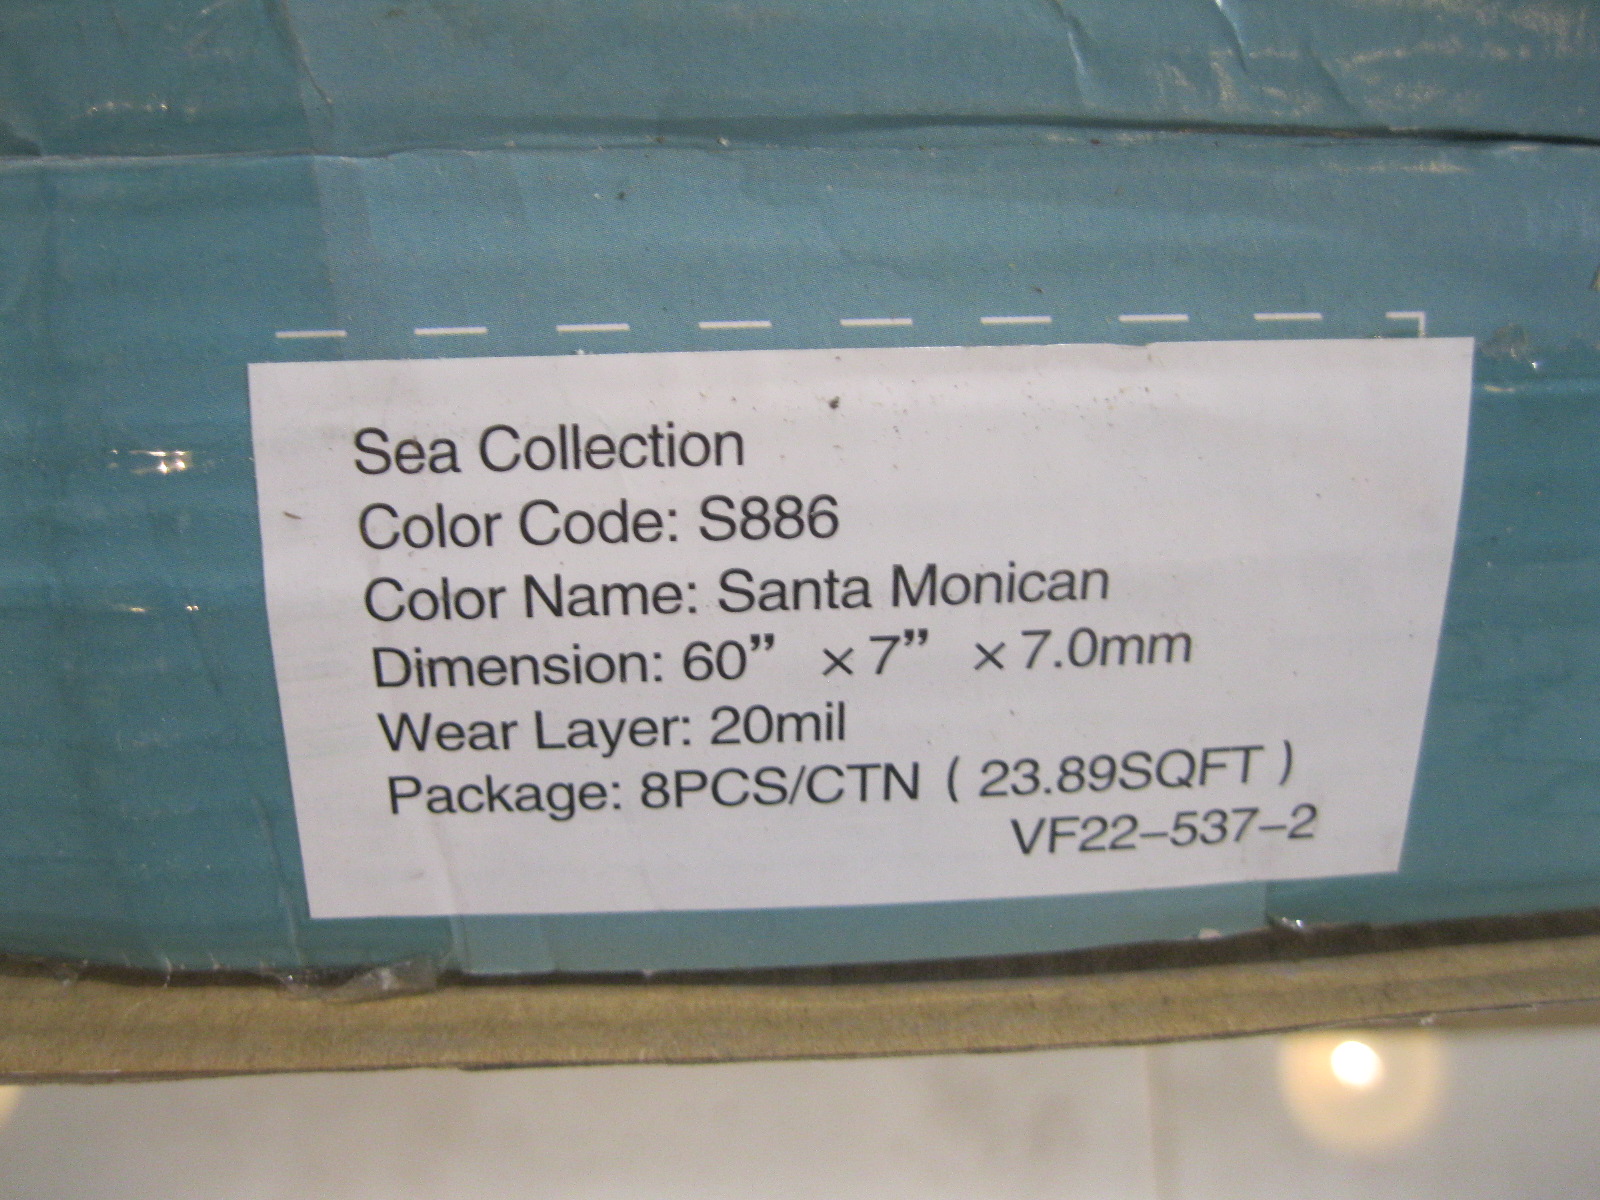 Sea Collection
Color Code: S886
Color Name: Santa Monican
Dimension: 60” ×7” ×7.0mm
Wear Layer: 20mil
Package: 8PCS/CTN ( 23.89SQFT )
VF22-537-2